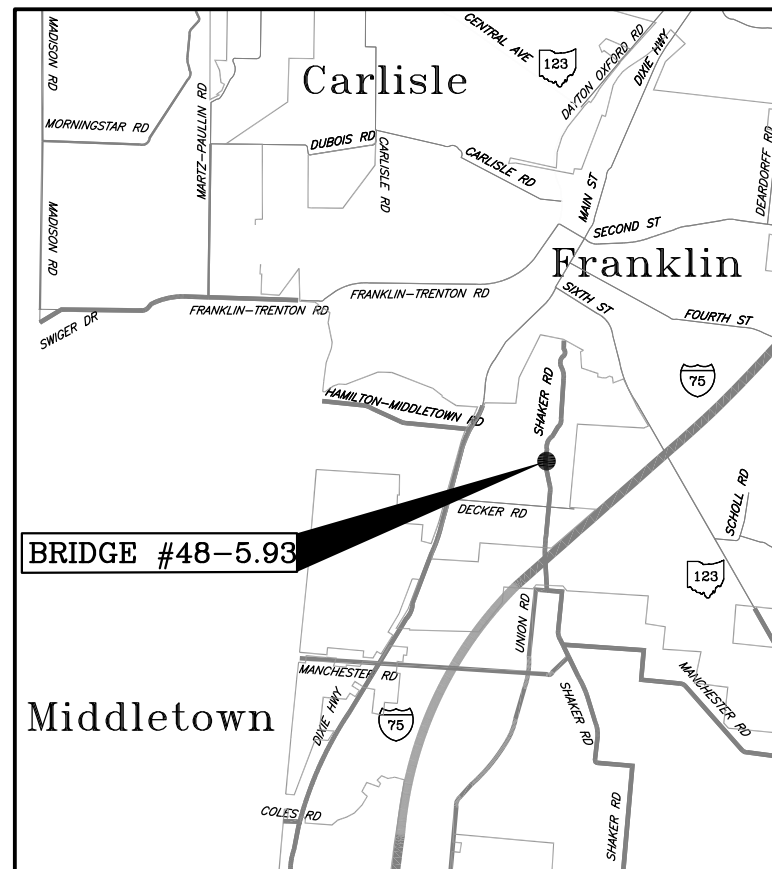 MADISON RD
CENTRAL AVE
123
DAYTON OXFORD RD
DIXIE HWY
Carlisle
MORNINGSTAR RD
MARTZ-PAULLIN RD
DUBOIS RD
CARLISLE RD
CARLISLE RD
MAIN ST
DEARDORFF RD
MADISON RD
SECOND ST
Franklin
SWIGER DR
FRANKLIN-TRENTON RD
FRANKLIN-TRENTON RD
SIXTH ST
FOURTH ST
75
HAMILTON-MIDDLETOWN RD
SHAKER RD
DECKER RD
SCHOLL RD
BRIDGE #48-5.93
123
UNION RD
MANCHESTER RD
MANCHESTER RD
SHAKER RD
Middletown
DIXIE HWY
75
COLES RD
SHAKER RD